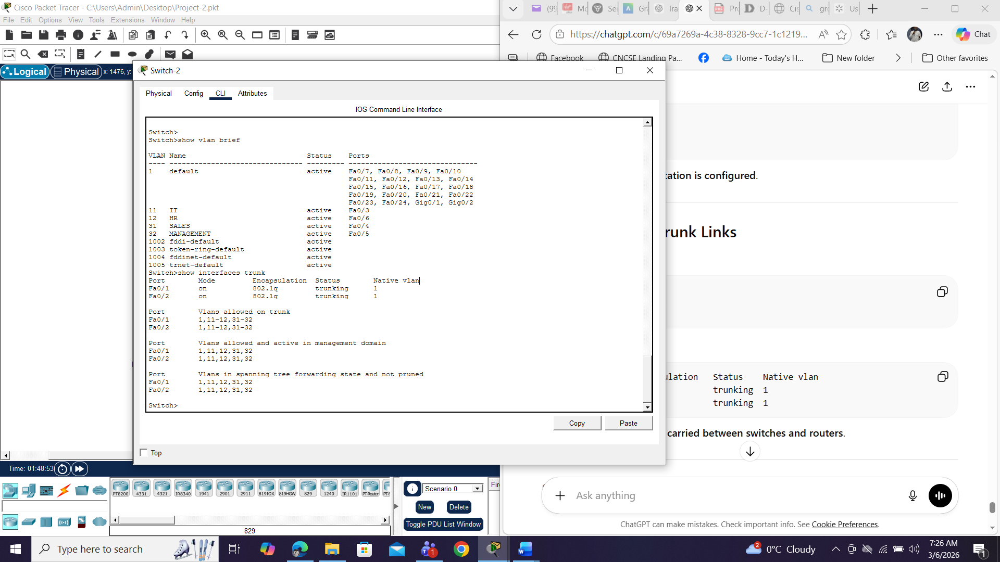 Cisco Packet Tracer - C:\Users\Admin\Desktop\Project-2.pkt
File Edit Options View Tools Extensions Window Help
Logical Physical x: 1476, y:
Switch-2
Physical Config CLI Attributes
IOS Command Line Interface
Switch>
Switch>show vlan brief
VLAN Name Status Ports
---- -------------------------------- --------- -------------------------------
1 default active Fa0/7, Fa0/8, Fa0/9, Fa0/10
Fa0/11, Fa0/12, Fa0/13, Fa0/14
Fa0/15, Fa0/16, Fa0/17, Fa0/18
Fa0/19, Fa0/20, Fa0/21, Fa0/22
Fa0/23, Fa0/24, Gig0/1, Gig0/2
11 IT active Fa0/3
12 HR active Fa0/6
31 SALES active Fa0/4
32 MANAGEMENT active Fa0/5
1002 fddi-default active
1003 token-ring-default active
1004 fddinet-default active
1005 trnet-default active
Switch>show interfaces trunk
Port Mode Encapsulation Status Native vlan
Fa0/1 on 802.1q trunking 1
Fa0/2 on 802.1q trunking 1
Port Vlans allowed on trunk
Fa0/1 1,11-12,31-32
Fa0/2 1,11-12,31-32
Port Vlans allowed and active in management domain
Fa0/1 1,11,12,31,32
Fa0/2 1,11,12,31,32
Port Vlans in spanning tree forwarding state and not pruned
Fa0/1 1,11,12,31,32
Fa0/2 1,11,12,31,32
Switch>
Copy Paste
Top
Time: 01:48:53
PT8200 4331 4321 IR8340 1941 2901 2911 819IOX 819HGW 829 1240 IR1101 PT-Router PT-E
829
Scenario 0
New Delete
Toggle PDU List Window
Fir
(99 Mo Se Gr Ira Pr D- Cis gr Us
https://chatgpt.com/c/69a7269a-4c38-8328-9cc7-1c1219...
Chat
Facebook CNCSE Landing Pa... Home - Today's H... New folder Other favorites
tation is configured.
runk Links
ulation Status Native vlan
trunking 1
trunking 1
carried between switches and routers.
Ask anything
ChatGPT can make mistakes. Check important info. See Cookie Preferences.
Type here to search
1
2
0°C Cloudy
7:26 AM
3/6/2026
1